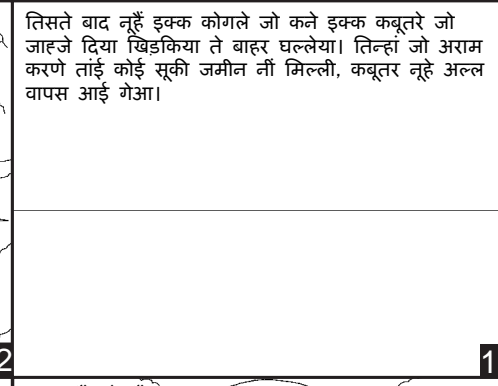 तिसते बाद नूहैं इक्क कोगले जो कने इक्क कबूतरे जो
जाह्जे दिया खिड़किया ते बाहर घल्लेया। तिन्हां जो अराम
करणे तांई कोई सूकी जमीन नीं मिल्ली, कबूतर नूहे अल्ल
वापस आई गेआ।
2
1